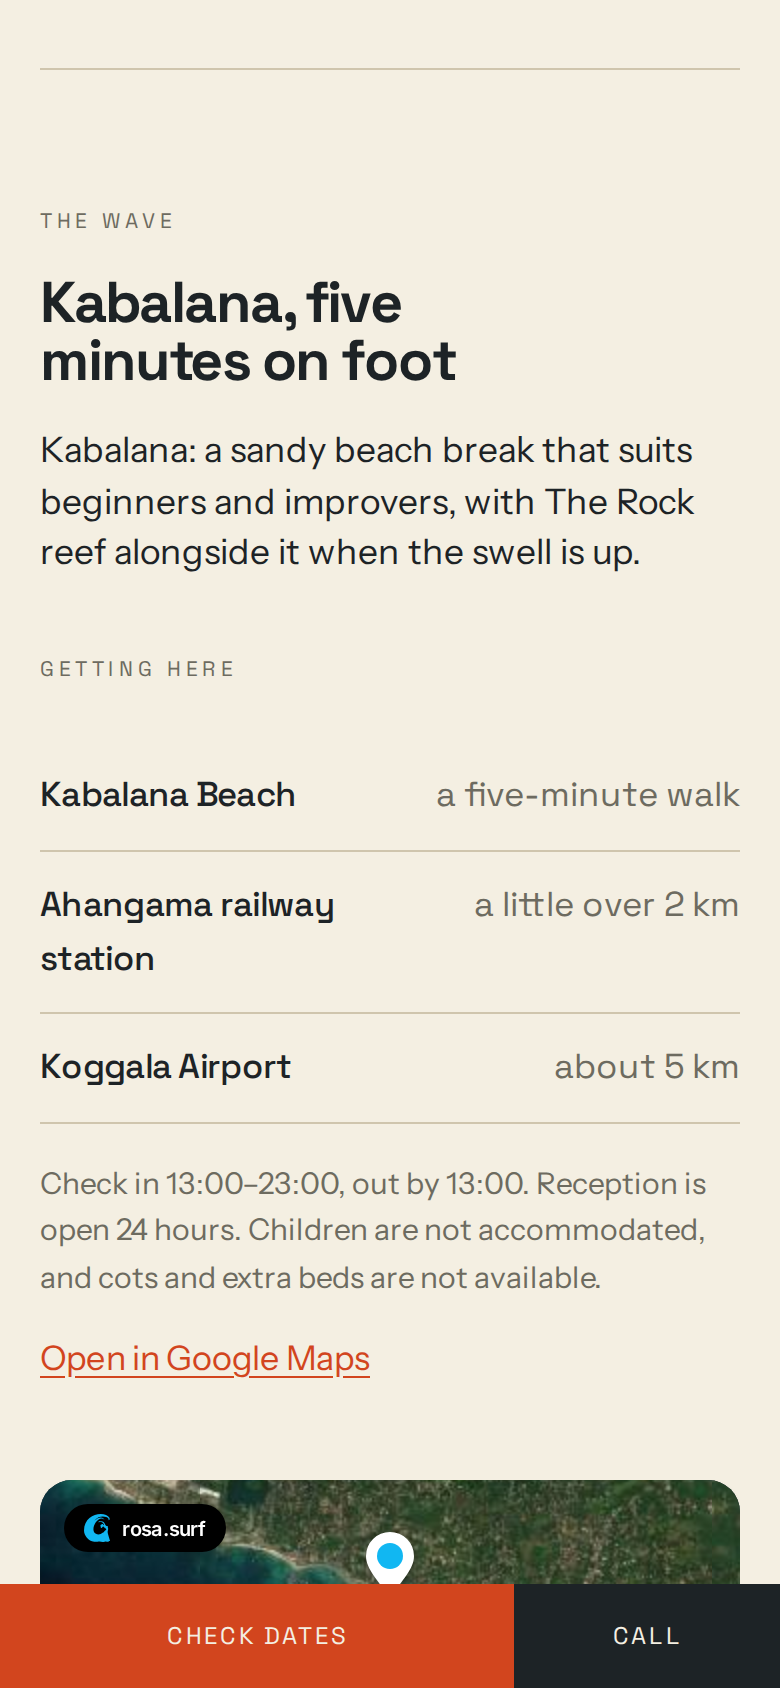 THE WAVE
Kabalana, five
minutes on foot
Kabalana: a sandy beach break that suits
beginners and improvers, with The Rock
reef alongside it when the swell is up.
GETTING HERE
Kabalana Beach a five-minute walk
Ahangama railway station a little over 2 km
Koggala Airport about 5 km
Check in 13:00–23:00, out by 13:00. Reception is
open 24 hours. Children are not accommodated,
and cots and extra beds are not available.
Open in Google Maps
rosa.surf
CHECK DATES CALL